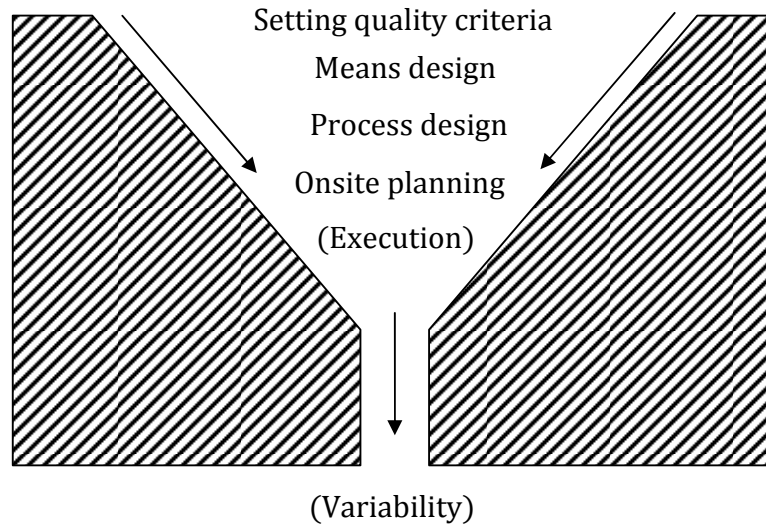 Setting quality criteria
Means design
Process design
Onsite planning
(Execution)
(Variability)